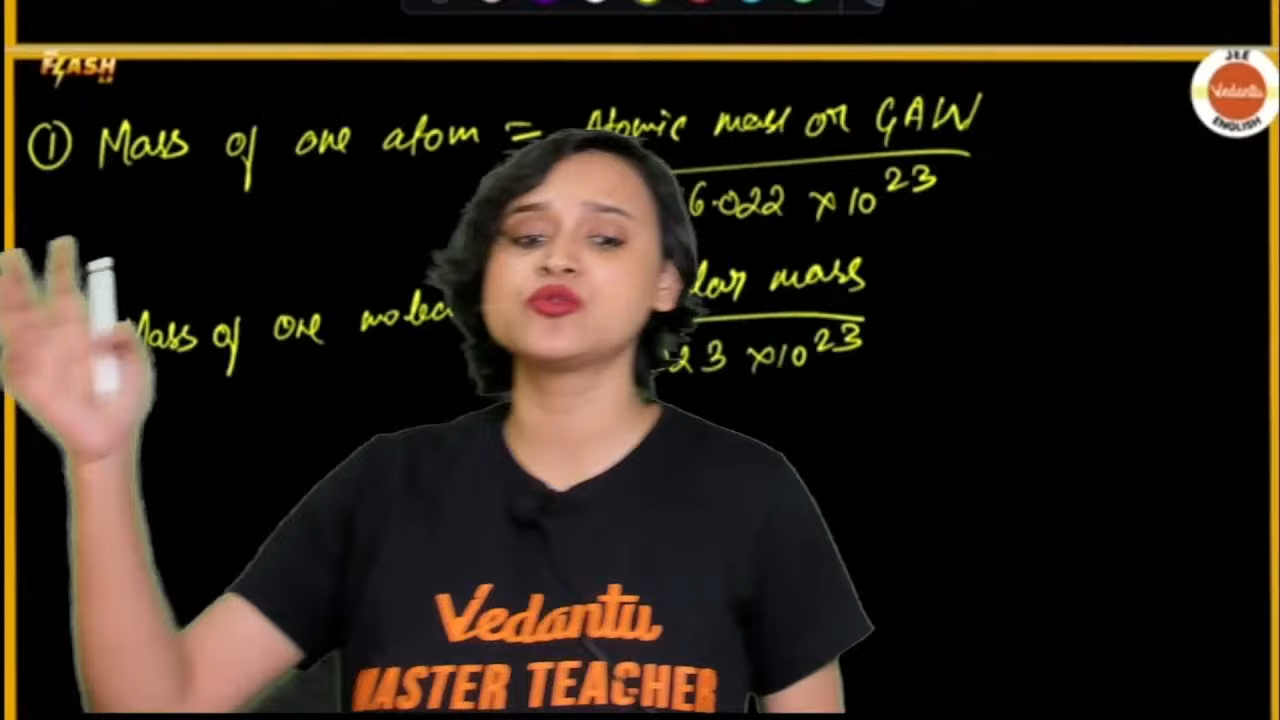 FLASH
JEE
Vedantu
ENGLISH
① Mass of one atom = Atomic mass or GAW
6.022 × 10²³
Mass of one molec lar mass
23 × 10²³
Vedantu
MASTER TEACHER